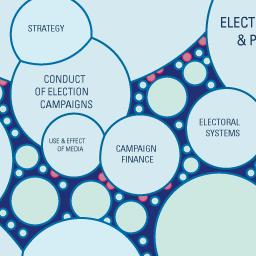 STRATEGY
ELECT
& P
CONDUCT
OF ELECTION
CAMPAIGNS
ELECTORAL
SYSTEMS
USE & EFFECT
OF MEDIA
CAMPAIGN
FINANCE